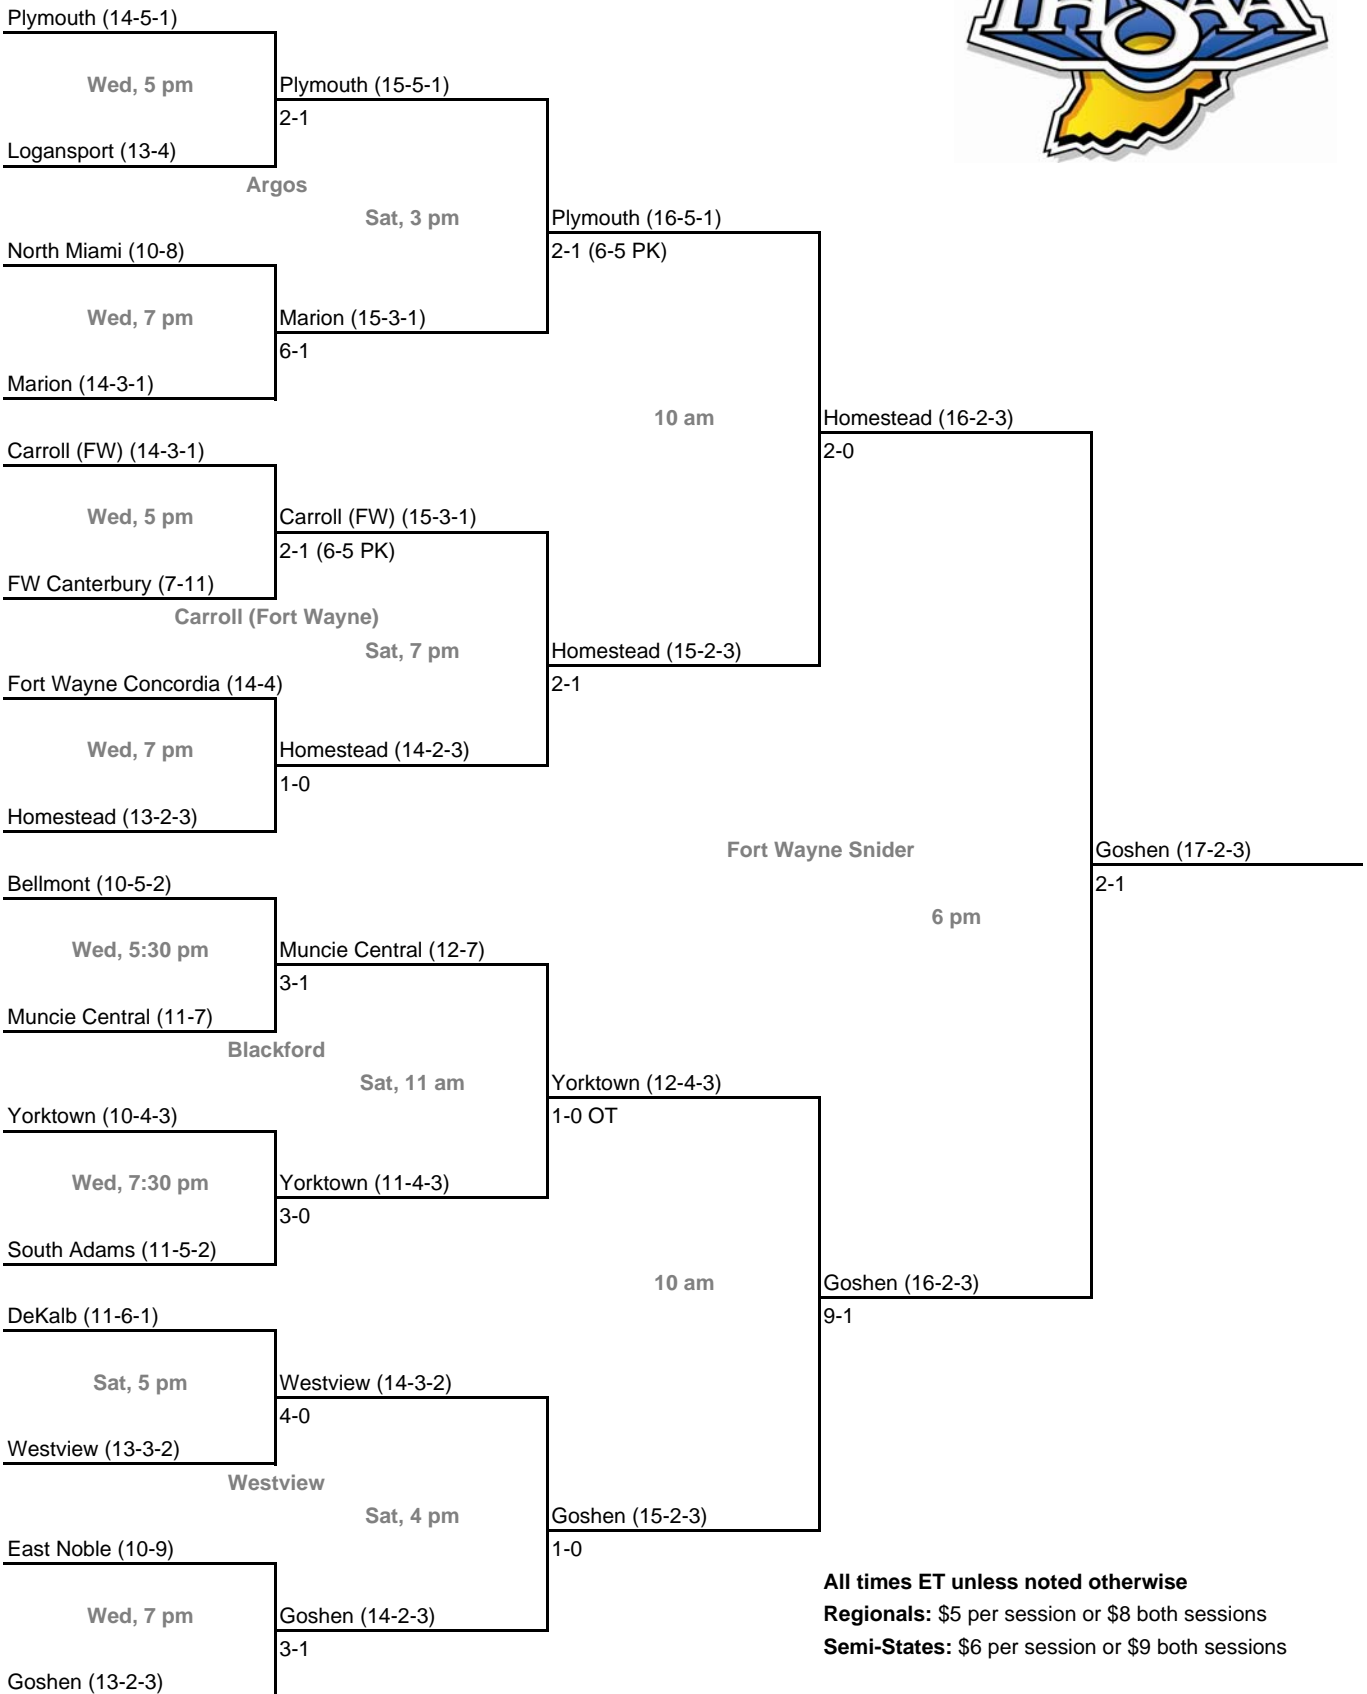 IHSAA
Plymouth (14-5-1)
Wed, 5 pm
Plymouth (15-5-1)
2-1
Logansport (13-4)
Argos
Sat, 3 pm
Plymouth (16-5-1)
North Miami (10-8)
2-1 (6-5 PK)
Wed, 7 pm
Marion (15-3-1)
6-1
Marion (14-3-1)
10 am
Homestead (16-2-3)
Carroll (FW) (14-3-1)
2-0
Wed, 5 pm
Carroll (FW) (15-3-1)
2-1 (6-5 PK)
FW Canterbury (7-11)
Carroll (Fort Wayne)
Sat, 7 pm
Homestead (15-2-3)
Fort Wayne Concordia (14-4)
2-1
Wed, 7 pm
Homestead (14-2-3)
1-0
Homestead (13-2-3)
Fort Wayne Snider
Goshen (17-2-3)
Bellmont (10-5-2)
2-1
6 pm
Wed, 5:30 pm
Muncie Central (12-7)
3-1
Muncie Central (11-7)
Blackford
Sat, 11 am
Yorktown (12-4-3)
Yorktown (10-4-3)
1-0 OT
Wed, 7:30 pm
Yorktown (11-4-3)
3-0
South Adams (11-5-2)
10 am
Goshen (16-2-3)
DeKalb (11-6-1)
9-1
Sat, 5 pm
Westview (14-3-2)
4-0
Westview (13-3-2)
Westview
Sat, 4 pm
Goshen (15-2-3)
East Noble (10-9)
1-0
All times ET unless noted otherwise
Wed, 7 pm
Goshen (14-2-3)
Regionals: $5 per session or $8 both sessions
3-1
Semi-States: $6 per session or $9 both sessions
Goshen (13-2-3)